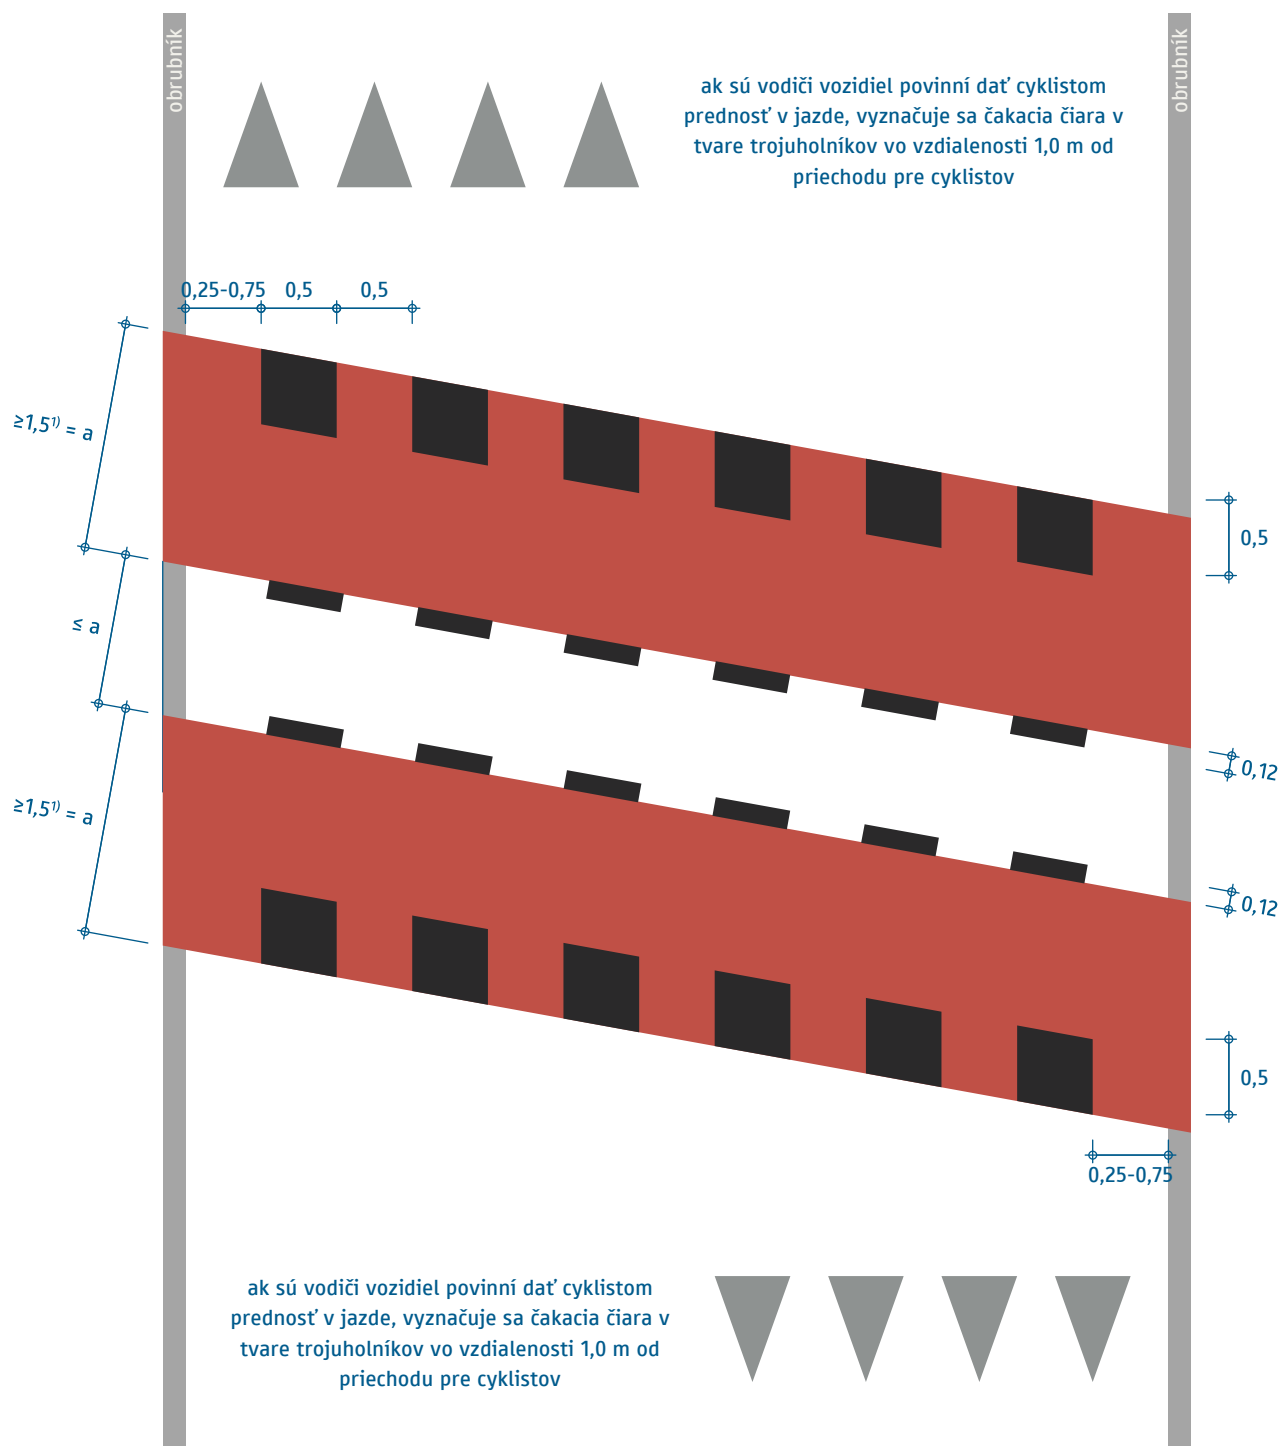 obrubník
obrubník
ak sú vodiči vozidiel povinní dať cyklistom
prednosť v jazde, vyznačuje sa čakacia čiara v
tvare trojuholníkov vo vzdialenosti 1,0 m od
priechodu pre cyklistov
0,25-0,75 0,5 0,5
≥1,5¹⁾ = a
0,5
≤ a
0,12
≥1,5¹⁾ = a
0,12
0,5
0,25-0,75
ak sú vodiči vozidiel povinní dať cyklistom
prednosť v jazde, vyznačuje sa čakacia čiara v
tvare trojuholníkov vo vzdialenosti 1,0 m od
priechodu pre cyklistov